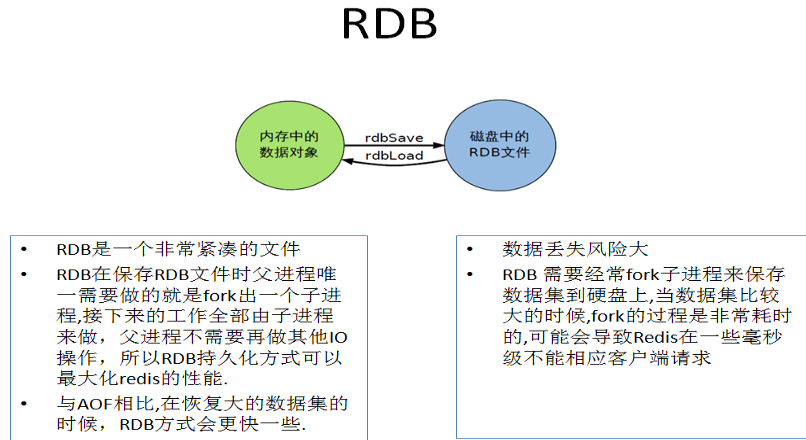 RDB
内存中的
数据对象
rdbSave
rdbLoad
磁盘中的
RDB文件
• RDB是一个非常紧凑的文件
• RDB在保存RDB文件时父进程唯
一需要做的就是fork出一个子进
程,接下来的工作全部由子进程
来做，父进程不需要再做其他IO
操作，所以RDB持久化方式可以
最大化redis的性能.
• 与AOF相比,在恢复大的数据集的
时候，RDB方式会更快一些.
• 数据丢失风险大
• RDB 需要经常fork子进程来保存
数据集到硬盘上,当数据集比较
大的时候,fork的过程是非常耗时
的,可能会导致Redis在一些毫秒
级不能相应客户端请求